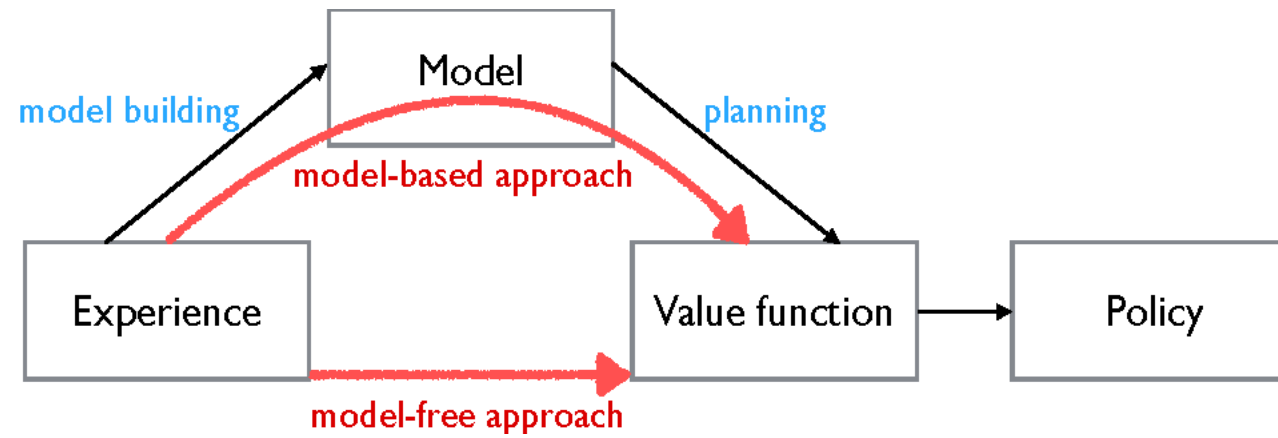 Model
model building
planning
model-based approach
Experience
Value function
Policy
model-free approach